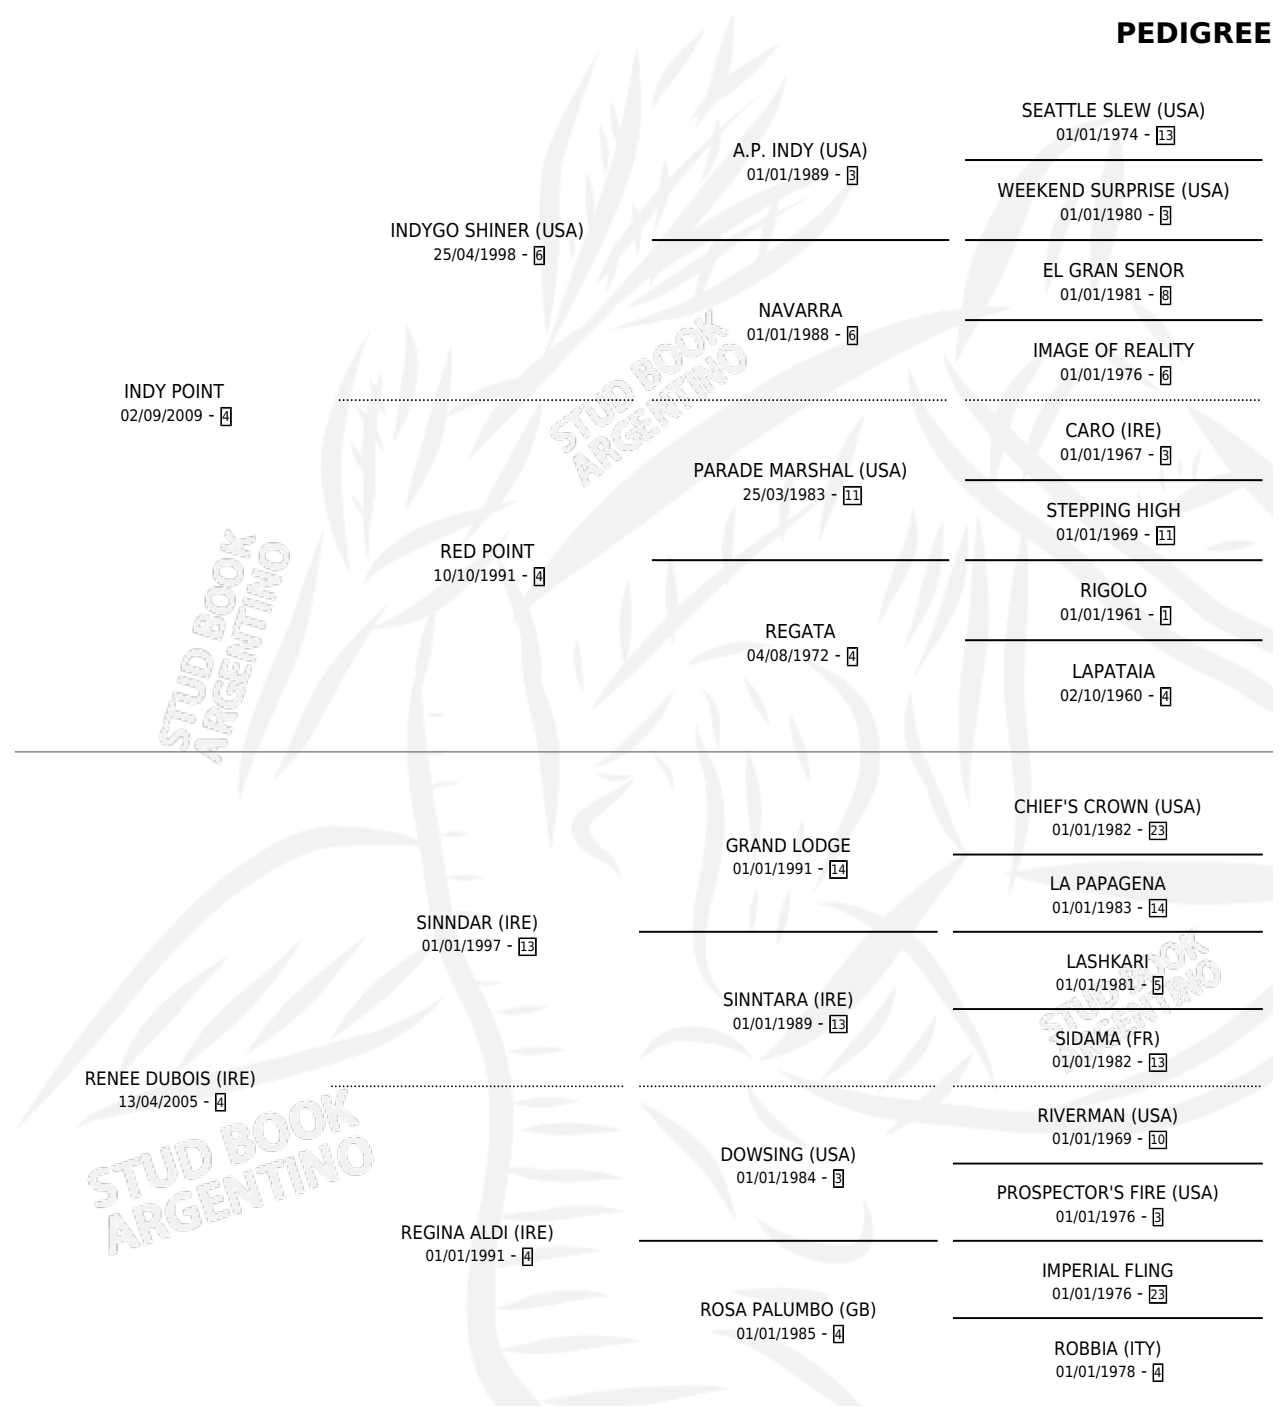 PEDIGREE
SEATTLE SLEW (USA)
01/01/1974 - 13
A.P. INDY (USA)
01/01/1989 - 3
WEEKEND SURPRISE (USA)
01/01/1980 - 3
INDYGO SHINER (USA)
25/04/1998 - 6
EL GRAN SENOR
01/01/1981 - 8
NAVARRA
01/01/1988 - 6
IMAGE OF REALITY
01/01/1976 - 6
INDY POINT
02/09/2009 - 4
CARO (IRE)
01/01/1967 - 3
PARADE MARSHAL (USA)
25/03/1983 - 11
STEPPING HIGH
01/01/1969 - 11
RED POINT
10/10/1991 - 4
RIGOLO
01/01/1961 - 1
REGATA
04/08/1972 - 4
LAPATAIA
02/10/1960 - 4
STUD BOOK
ARGENTINO
STUD BOOK
ARGENTINO
CHIEF'S CROWN (USA)
01/01/1982 - 23
GRAND LODGE
01/01/1991 - 14
LA PAPAGENA
01/01/1983 - 14
SINNDAR (IRE)
01/01/1997 - 13
LASHKARI
01/01/1981 - 5
SINNTARA (IRE)
01/01/1989 - 13
SIDAMA (FR)
01/01/1982 - 13
RENEE DUBOIS (IRE)
13/04/2005 - 4
RIVERMAN (USA)
01/01/1969 - 10
DOWSING (USA)
01/01/1984 - 3
PROSPECTOR'S FIRE (USA)
01/01/1976 - 3
REGINA ALDI (IRE)
01/01/1991 - 4
IMPERIAL FLING
01/01/1976 - 23
ROSA PALUMBO (GB)
01/01/1985 - 4
ROBBIA (ITY)
01/01/1978 - 4
STUD BOOK
ARGENTINO
STUD BOOK
ARGENTINO